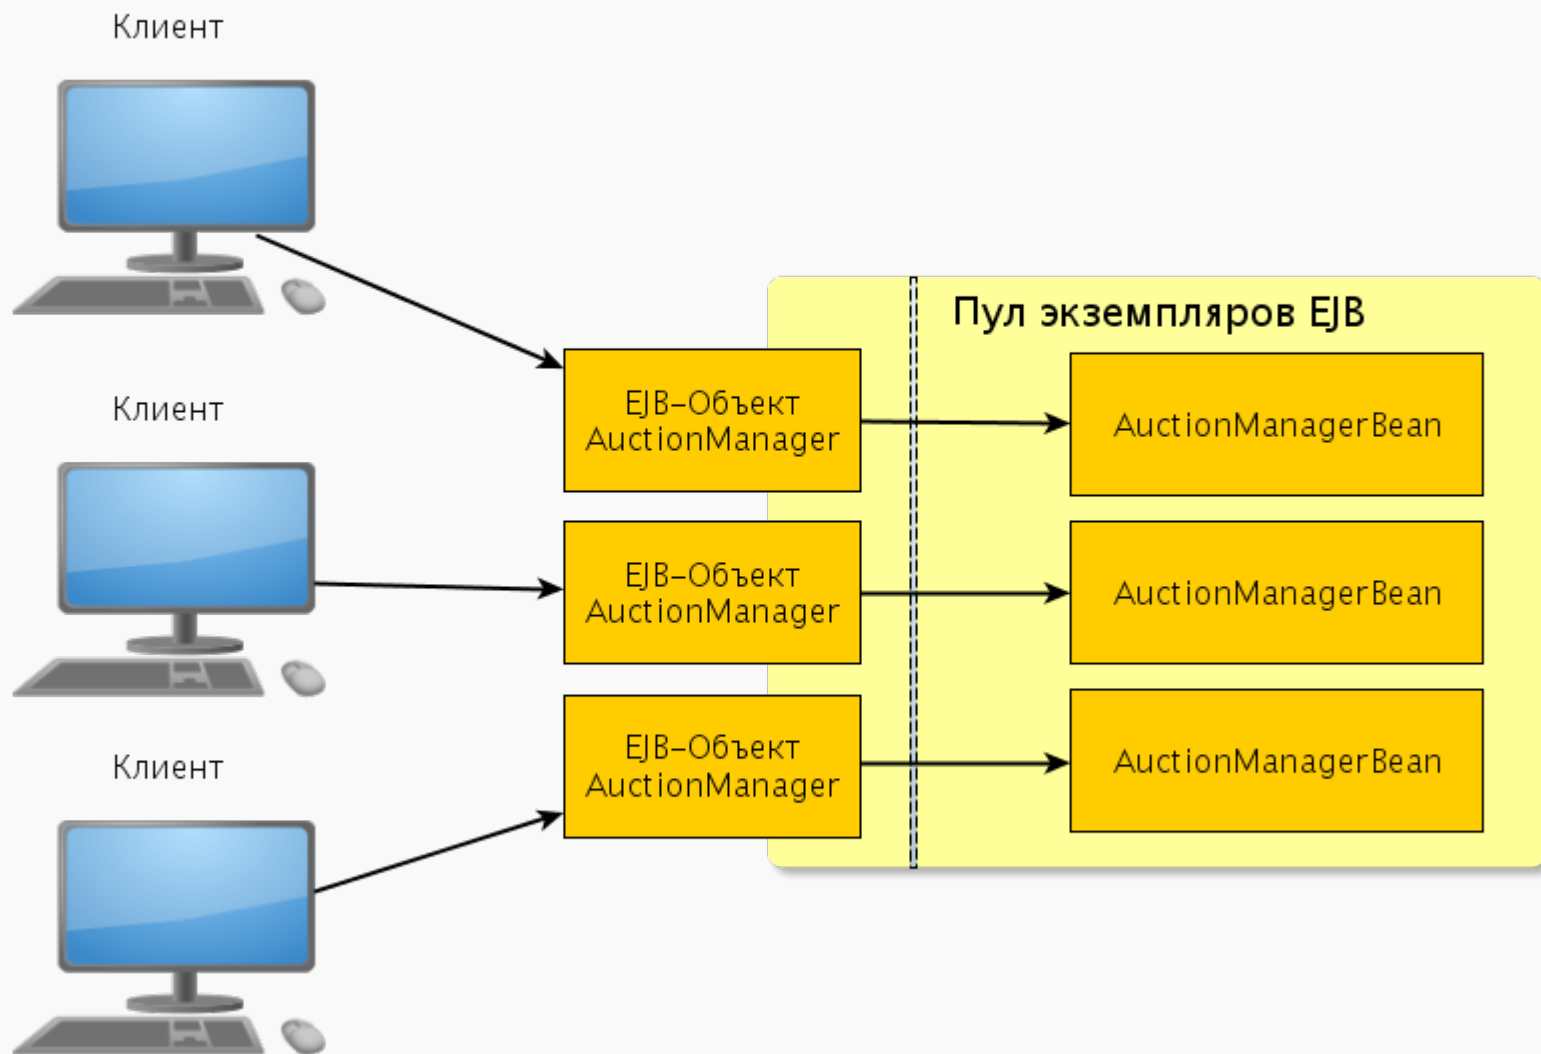 Клиент
Пул экземпляров EJB
EJB-Объект
AuctionManager
AuctionManagerBean
Клиент
EJB-Объект
AuctionManager
AuctionManagerBean
Клиент
EJB-Объект
AuctionManager
AuctionManagerBean